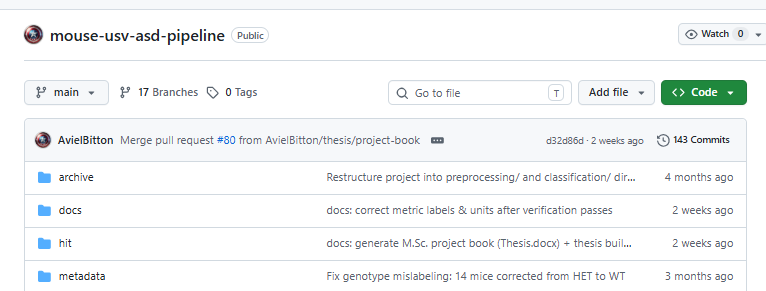 mouse-usv-asd-pipeline Public Watch 0
main 17 Branches 0 Tags Go to file T Add file Code
AvielBitton Merge pull request #80 from AvielBitton/thesis/project-book d32d86d · 2 weeks ago 143 Commits
archive Restructure project into preprocessing/ and classification/ dir... 4 months ago
docs docs: correct metric labels & units after verification passes 2 weeks ago
hit docs: generate M.Sc. project book (Thesis.docx) + thesis buil... 2 weeks ago
metadata Fix genotype mislabeling: 14 mice corrected from HET to WT 3 months ago